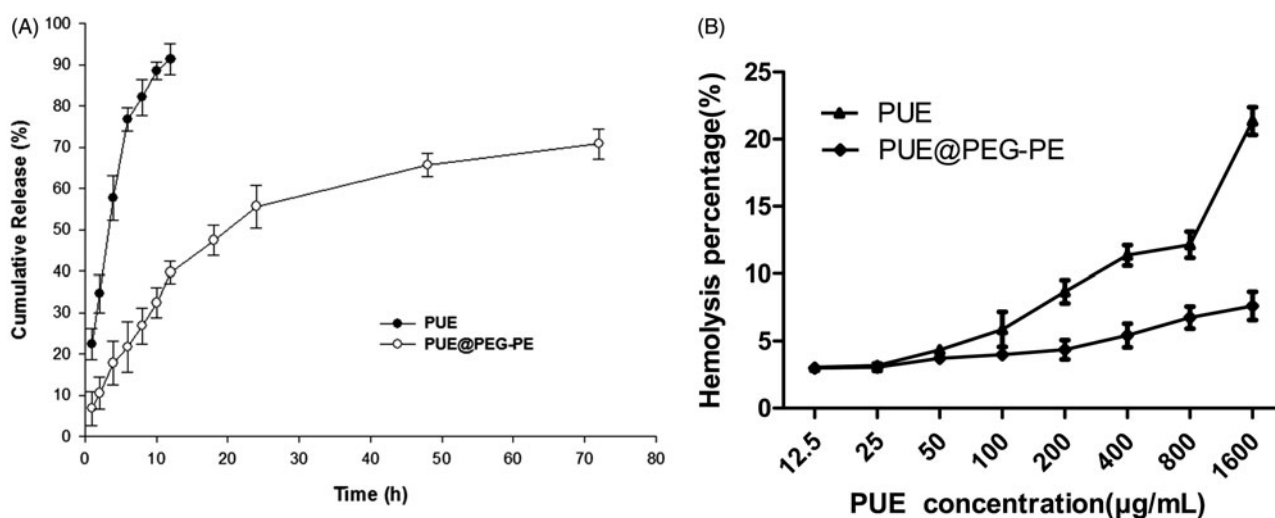 (A)
100
90
80
70
60
50
40
30
20
10
0
Cumulative Release (%)
PUE
PUE@PEG-PE
0 10 20 30 40 50 60 70 80
Time (h)
(B)
25
20
15
10
5
0
Hemolysis percentage(%)
PUE
PUE@PEG-PE
12.5 25 50 100 200 400 800 1600
PUE concentration(μg/mL)